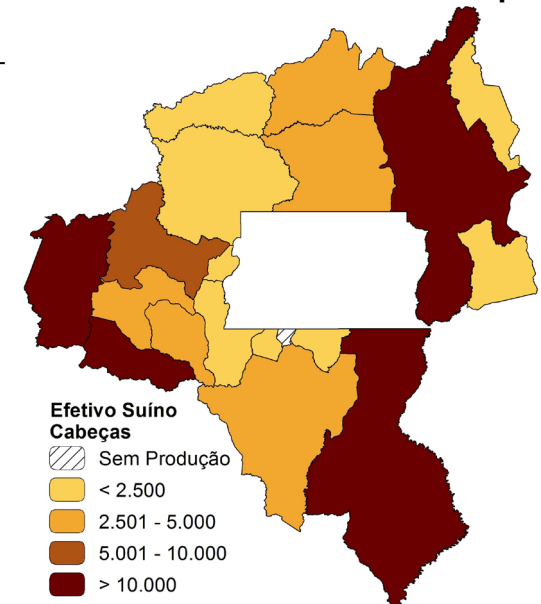 Efetivo Suíno
Cabeças
Sem Produção
< 2.500
2.501 - 5.000
5.001 - 10.000
> 10.000